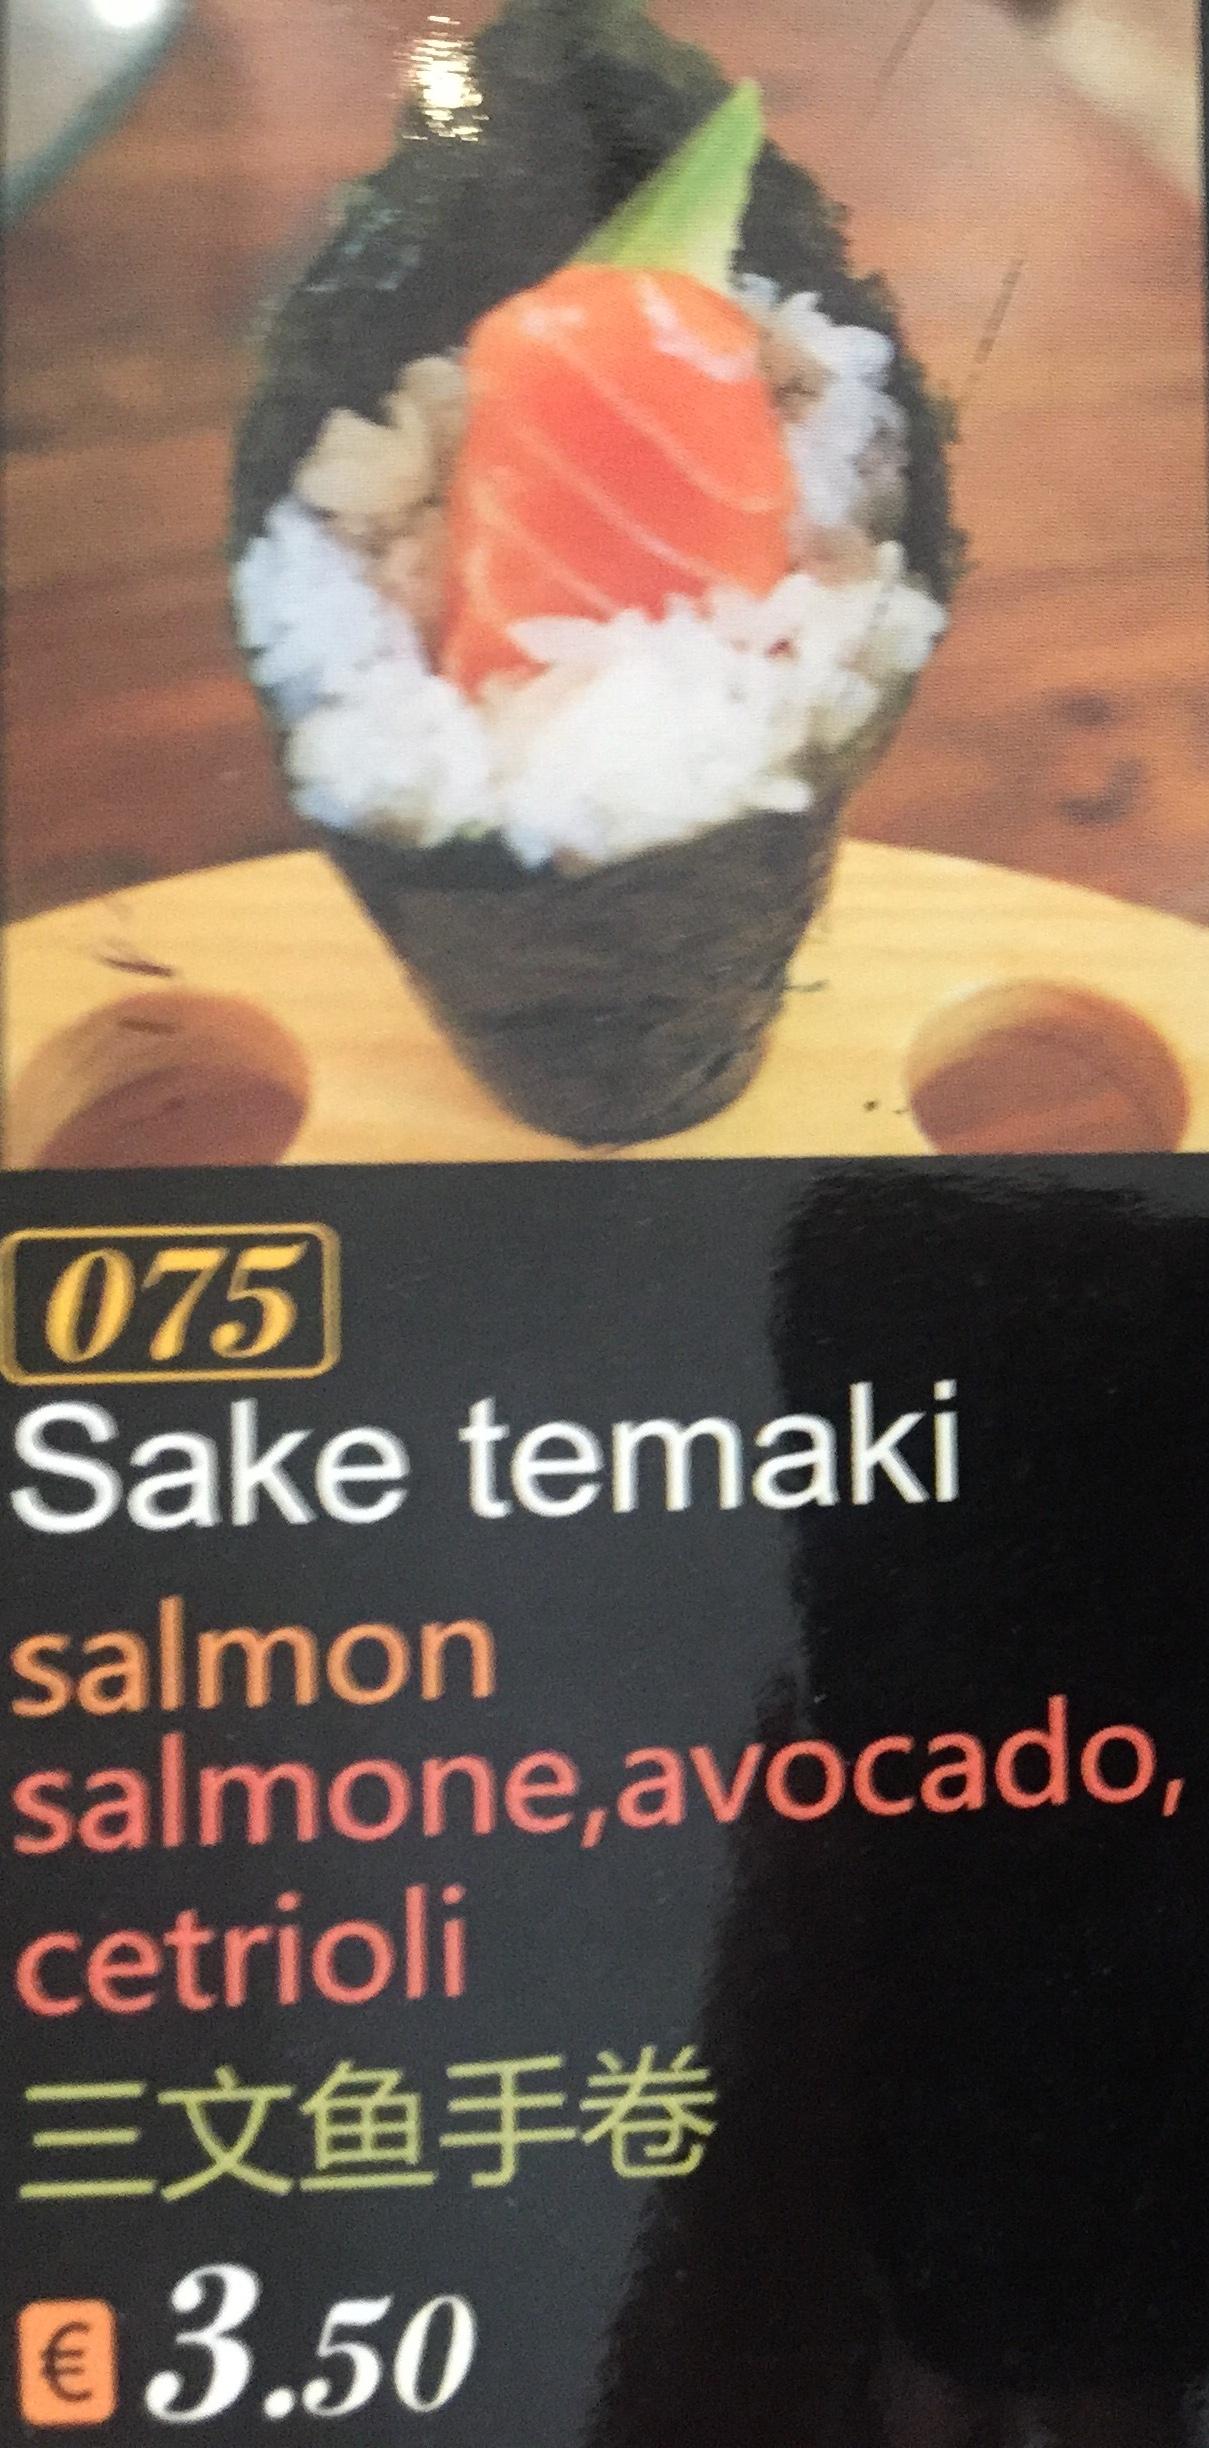 075
Sake temaki
salmon
salmone,avocado,
cetrioli
三文鱼手卷
€ 3.50